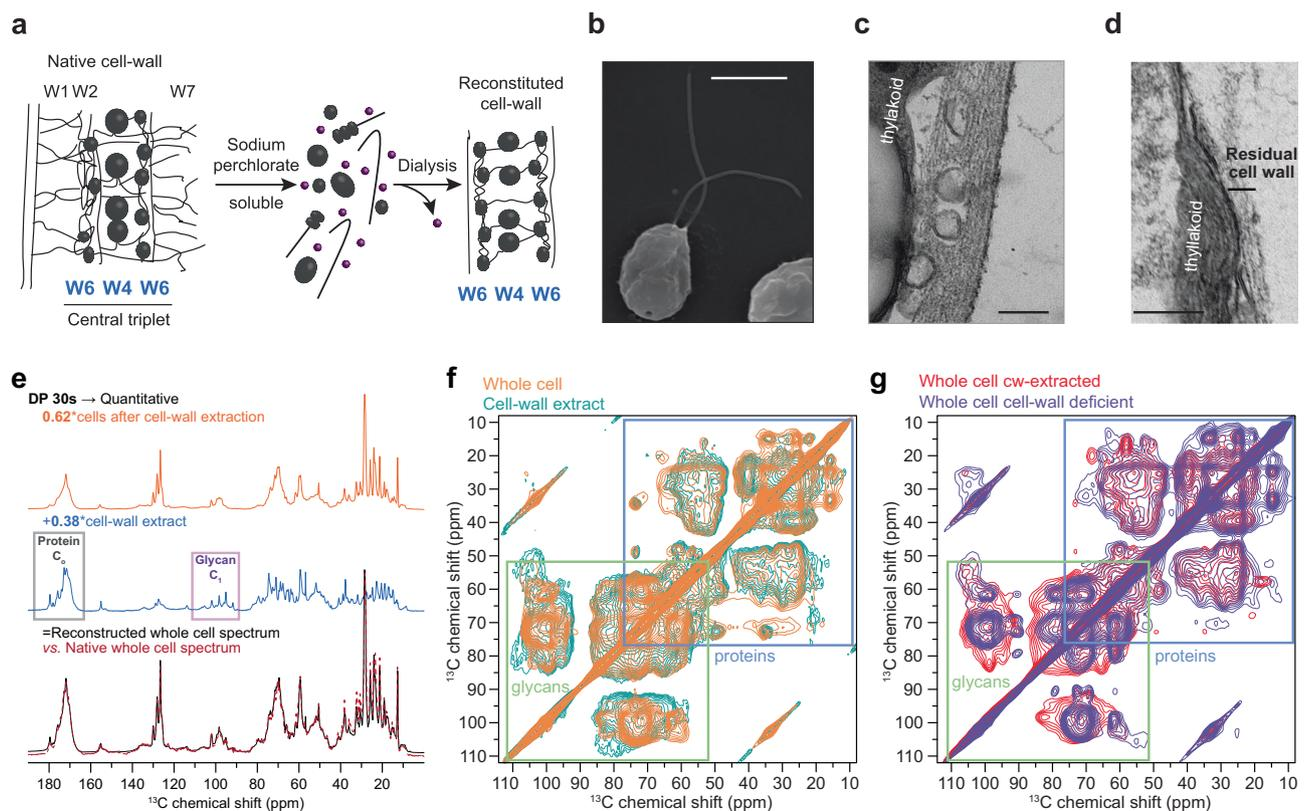 a
b
c
d
Native cell-wall
W1 W2
W7
Sodium
perchlorate
soluble
Dialysis
Reconstituted
cell-wall
W6 W4 W6
Central triplet
W6 W4 W6
thylakoid
Residual
cell wall
thyllakoid
e
DP 30s → Quantitative
0.62*cells after cell-wall extraction
+0.38*cell-wall extract
Protein
Co
Glycan
C1
=Reconstructed whole cell spectrum
vs. Native whole cell spectrum
180 160 140 120 100 80 60 40 20
13C chemical shift (ppm)
f
Whole cell
Cell-wall extract
10
20
30
40
50
60
70
80
90
100
110
13C chemical shift (ppm)
proteins
glycans
110 100 90 80 70 60 50 40 30 20 10
13C chemical shift (ppm)
g
Whole cell cw-extracted
Whole cell cell-wall deficient
10
20
30
40
50
60
70
80
90
100
110
13C chemical shift (ppm)
proteins
glycans
110 100 90 80 70 60 50 40 30 20 10
13C chemical shift (ppm)